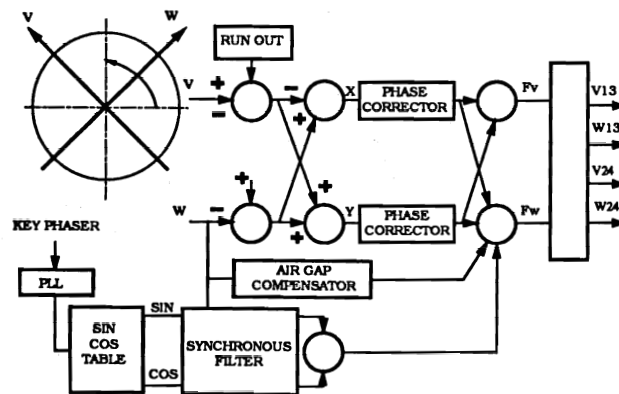 V
W
RUN OUT
V
+
−
−
+
X
PHASE
CORRECTOR
Fv
V13
W13
V24
W24
W
−
+
+
+
Y
PHASE
CORRECTOR
Fw
KEY PHASER
PLL
AIR GAP
COMPENSATOR
SIN
COS
TABLE
SIN
COS
SYNCHRONOUS
FILTER